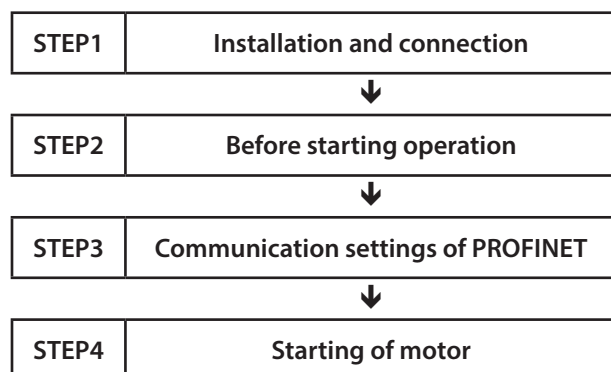 STEP1 Installation and connection
STEP2 Before starting operation
STEP3 Communication settings of PROFINET
STEP4 Starting of motor